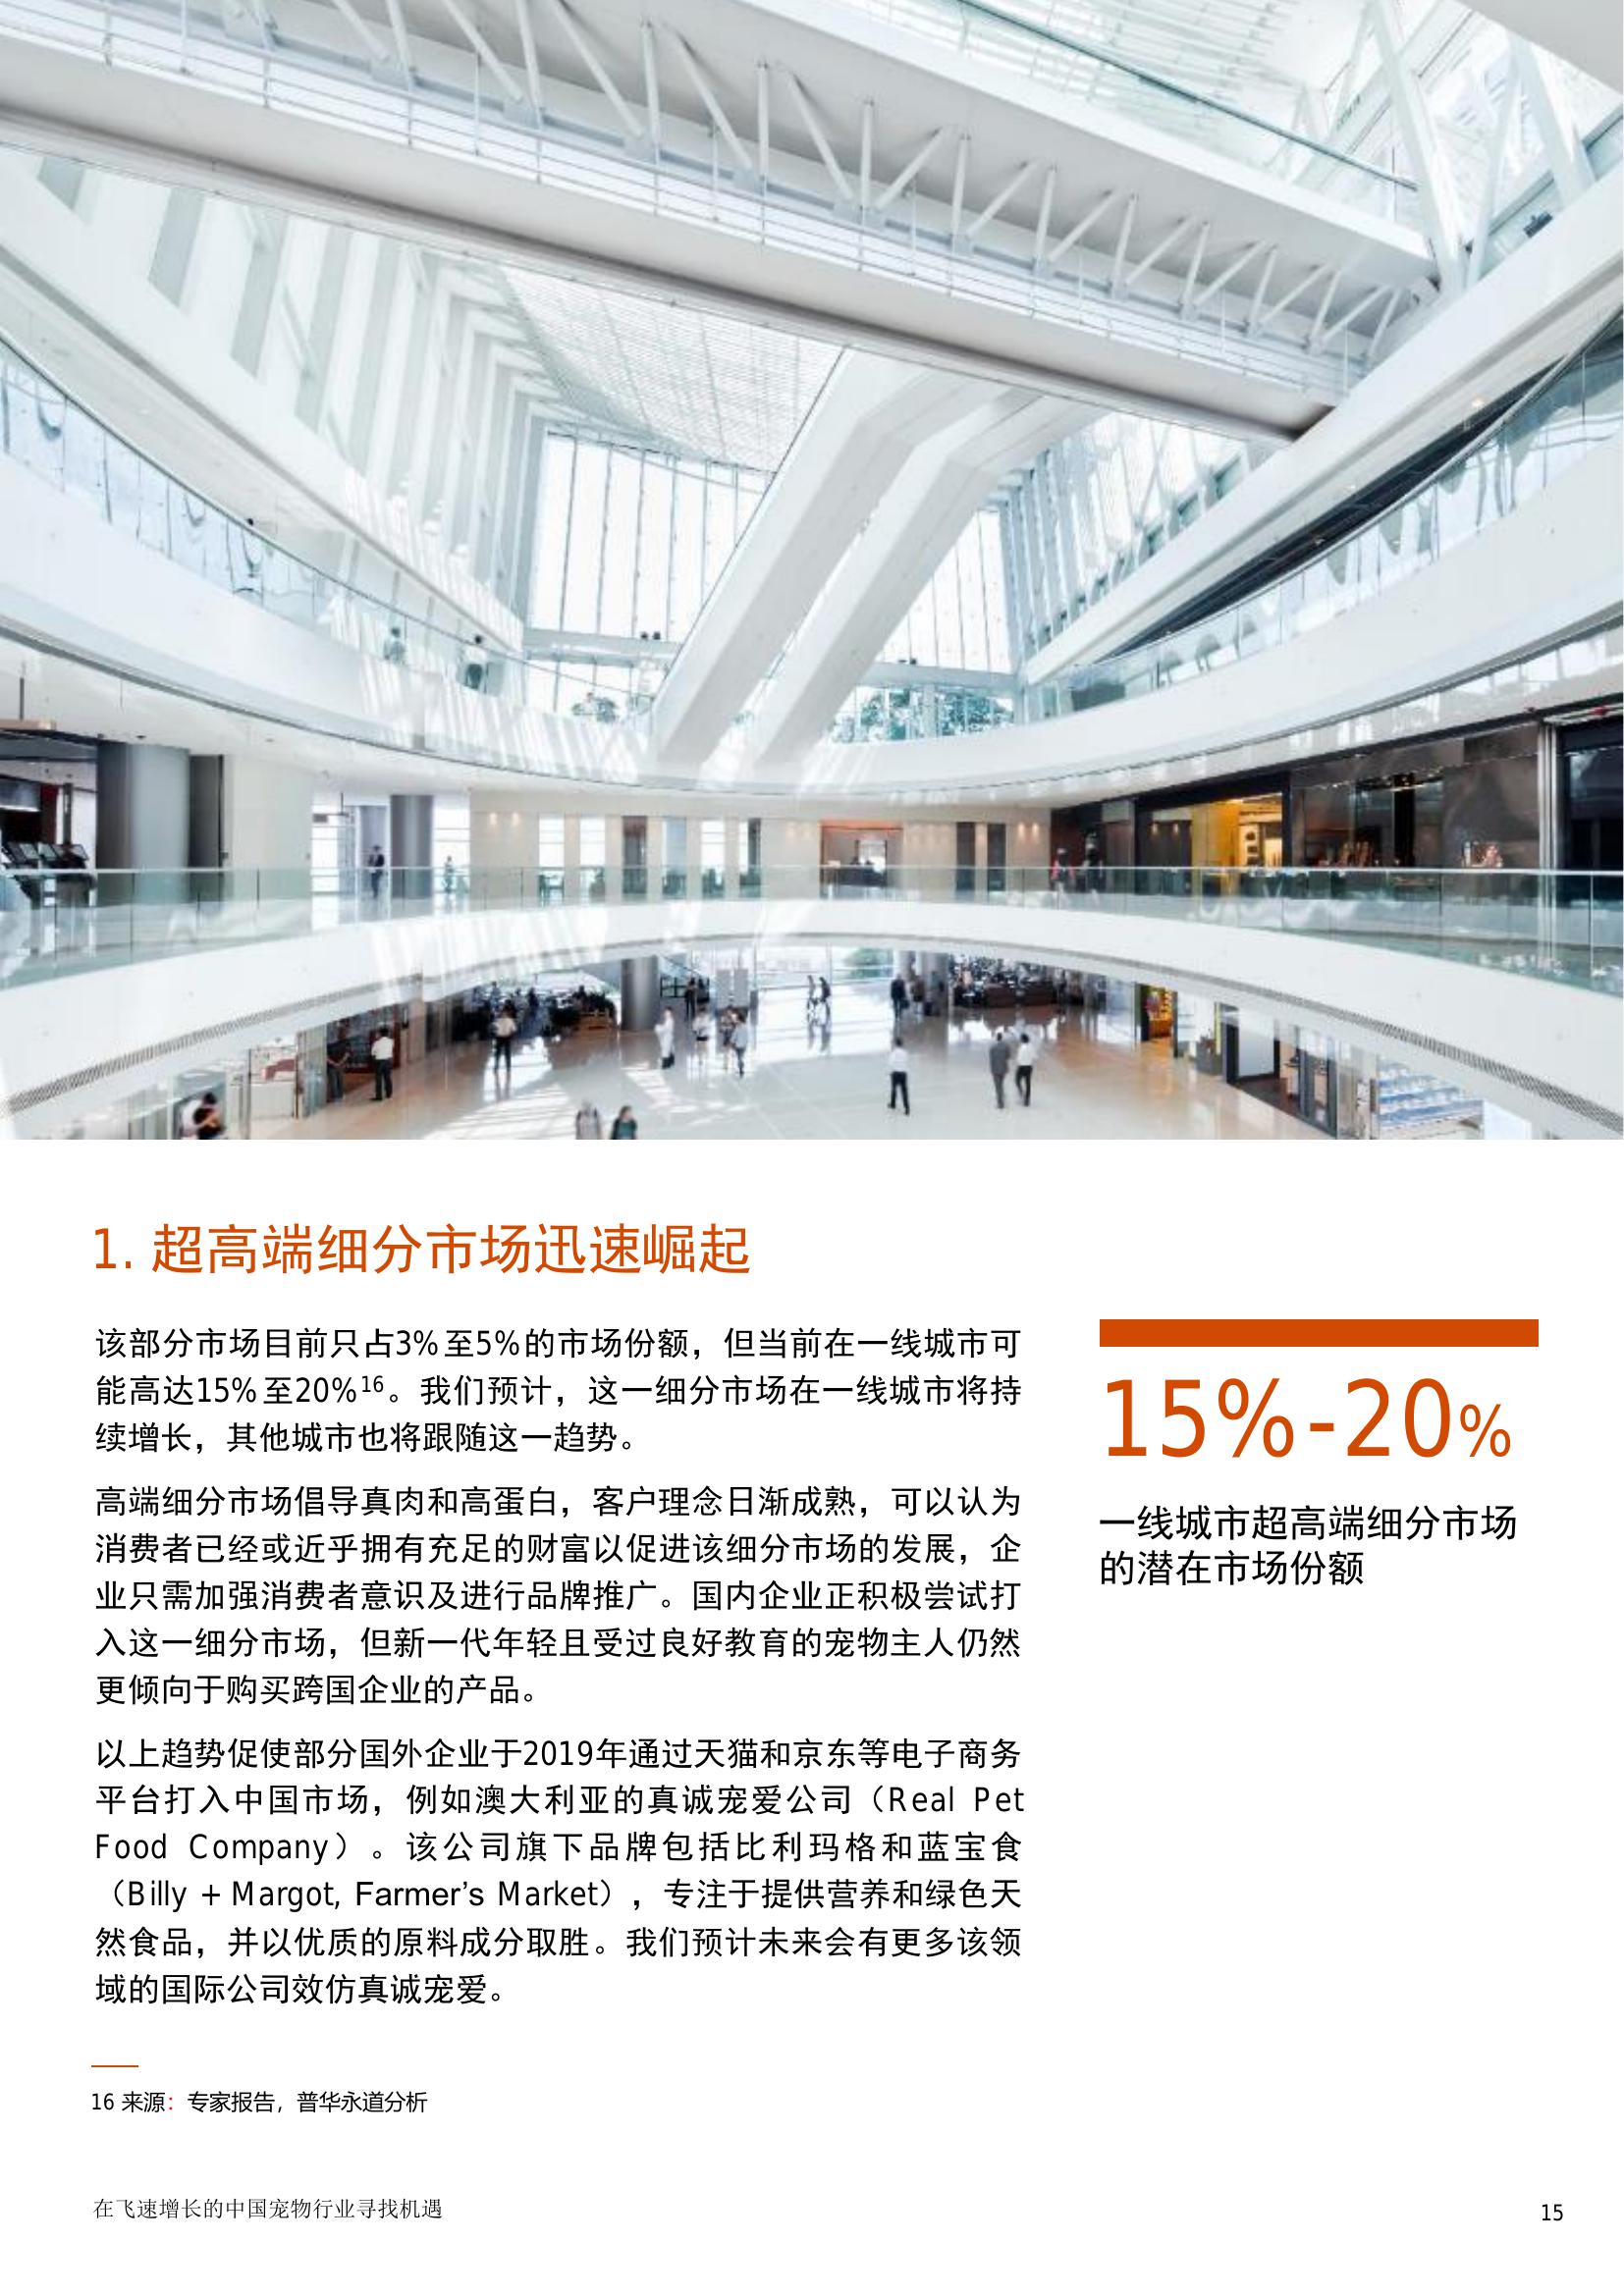 1. 超高端细分市场迅速崛起
该部分市场目前只占3%至5%的市场份额，但当前在一线城市可
能高达15%至20%16。我们预计，这一细分市场在一线城市将持
续增长，其他城市也将跟随这一趋势。
高端细分市场倡导真肉和高蛋白，客户理念日渐成熟，可以认为
消费者已经或近乎拥有充足的财富以促进该细分市场的发展，企
业只需加强消费者意识及进行品牌推广。国内企业正积极尝试打
入这一细分市场，但新一代年轻且受过良好教育的宠物主人仍然
更倾向于购买跨国企业的产品。
以上趋势促使部分国外企业于2019年通过天猫和京东等电子商务
平台打入中国市场，例如澳大利亚的真诚宠爱公司（Real Pet
Food Company）。该公司旗下品牌包括比利玛格和蓝宝食
（Billy + Margot, Farmer’s Market），专注于提供营养和绿色天
然食品，并以优质的原料成分取胜。我们预计未来会有更多该领
域的国际公司效仿真诚宠爱。
15%-20%
一线城市超高端细分市场
的潜在市场份额
16 来源：专家报告，普华永道分析
在飞速增长的中国宠物行业寻找机遇
15